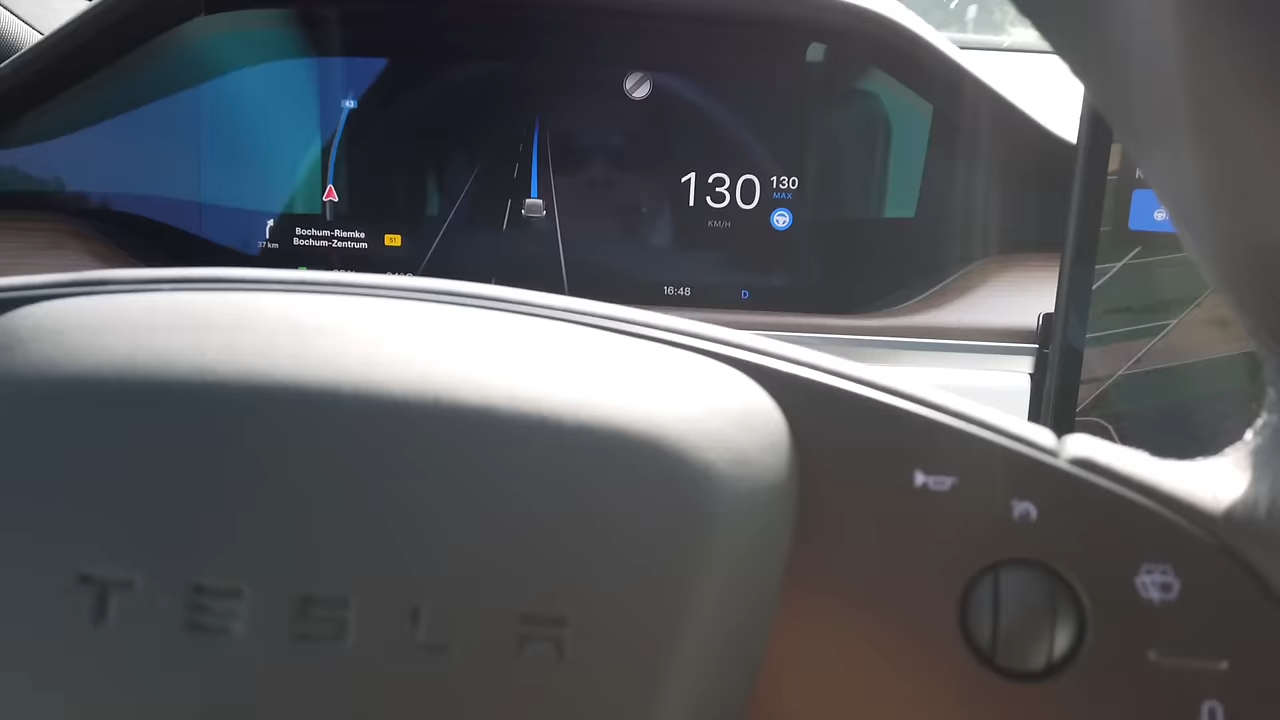 43
130
130
MAX
KM/H
37 km
Bochum-Riemke
Bochum-Zentrum
51
16:48
D
TESLA